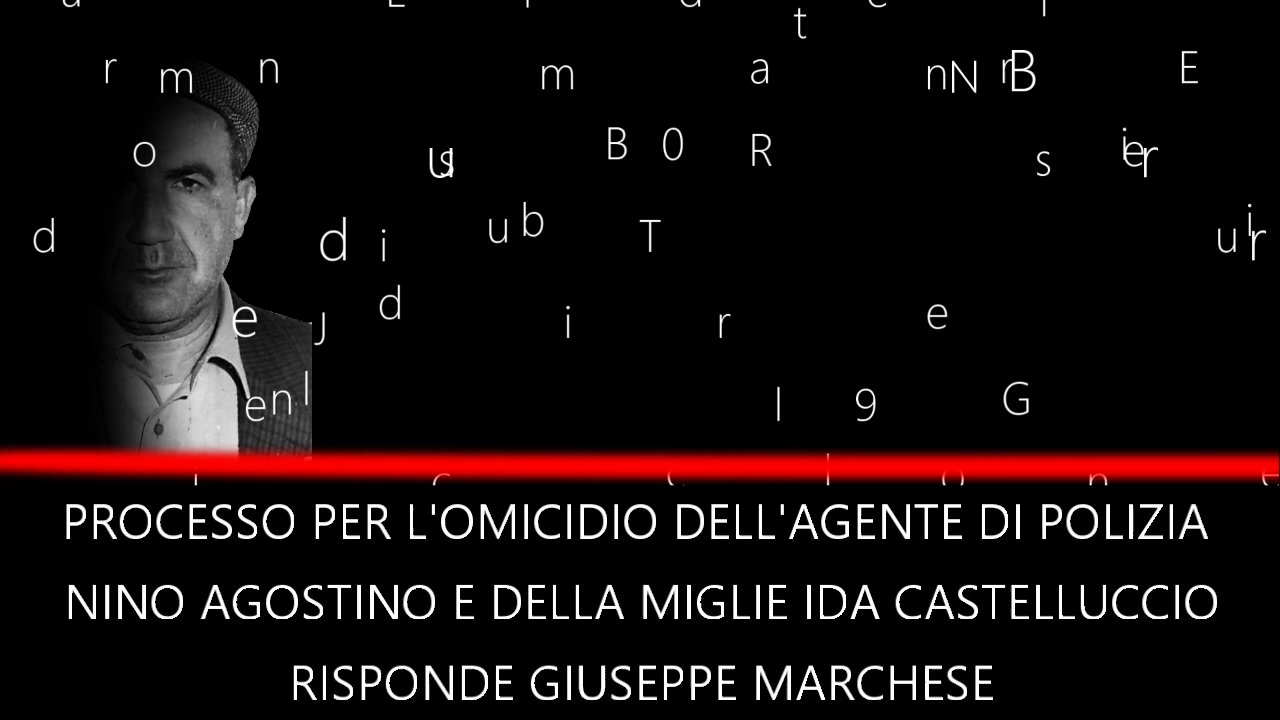 PROCESSO PER L'OMICIDIO DELL'AGENTE DI POLIZIA
NINO AGOSTINO E DELLA MIGLIE IDA CASTELLUCCIO
RISPONDE GIUSEPPE MARCHESE